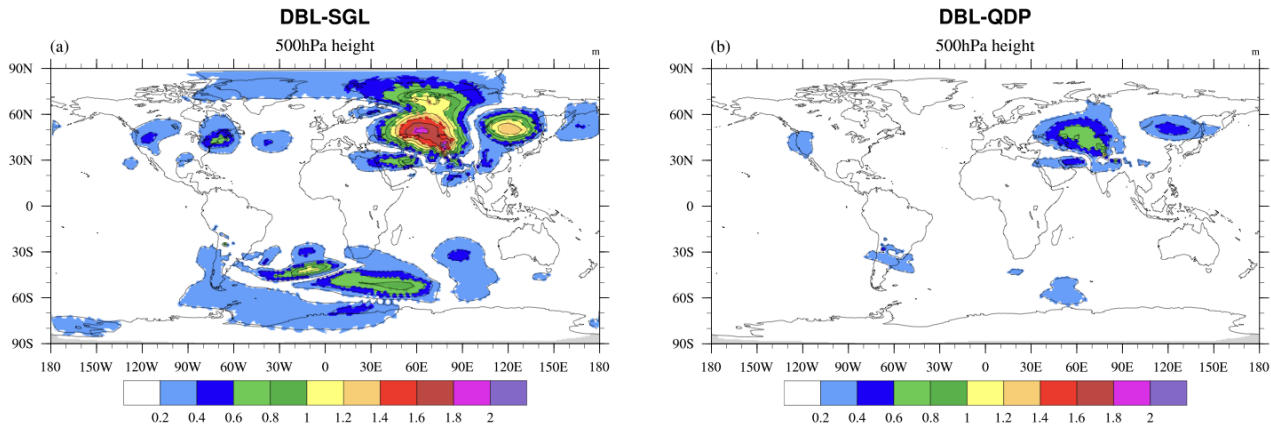 DBL-SGL
(a)
500hPa height
m
90N
60N
30N
0
30S
60S
90S
180 150W 120W 90W 60W 30W 0 30E 60E 90E 120E 150E 180
0.2 0.4 0.6 0.8 1 1.2 1.4 1.6 1.8 2
DBL-QDP
(b)
500hPa height
m
90N
60N
30N
0
30S
60S
90S
180 150W 120W 90W 60W 30W 0 30E 60E 90E 120E 150E 180
0.2 0.4 0.6 0.8 1 1.2 1.4 1.6 1.8 2